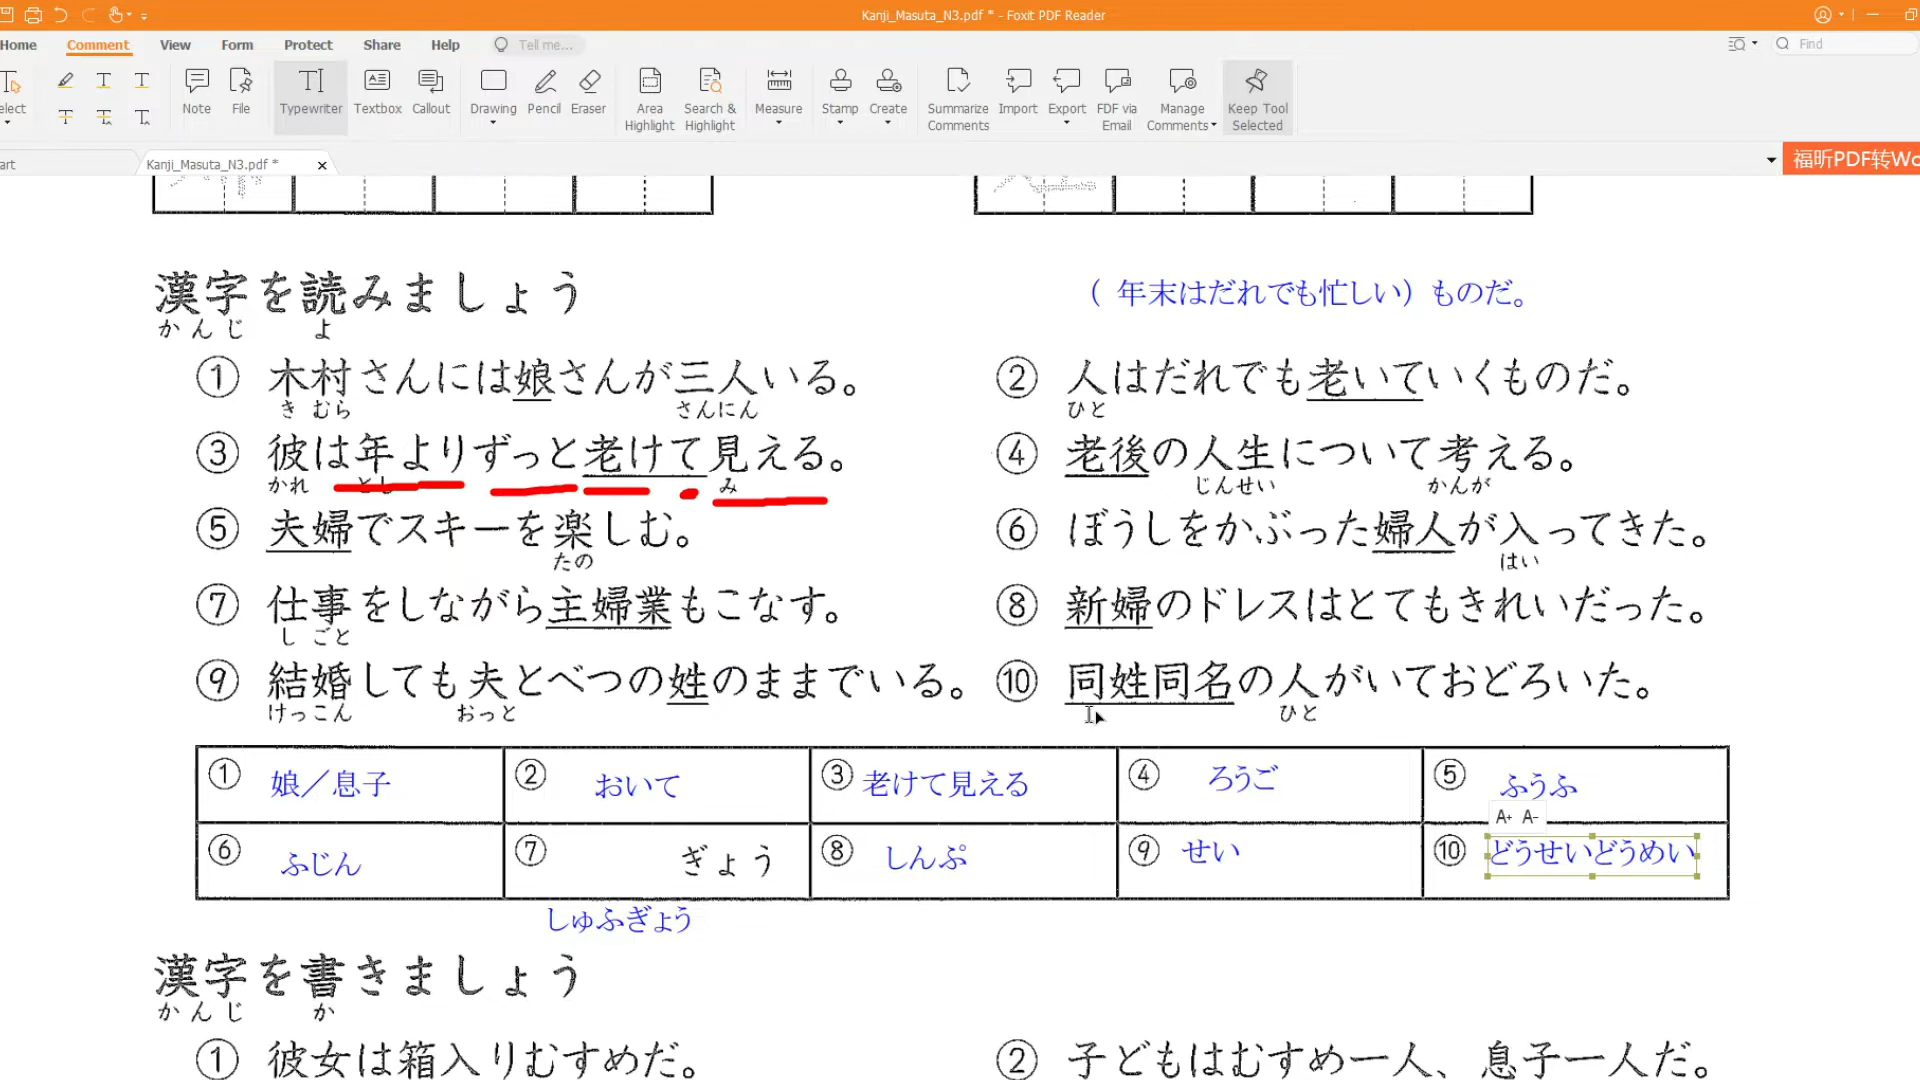 Kanji_Masuta_N3.pdf * - Foxit PDF Reader
Home Comment View Form Protect Share Help Tell me... Find
elect Note File Typewriter Textbox Callout Drawing Pencil Eraser Area Highlight Search & Highlight Measure Stamp Create Summarize Comments Import Export FDF via Email Manage Comments Keep Tool Selected
art Kanji_Masuta_N3.pdf * 福昕PDF转Wo
漢字を読みましょう
かんじ よ
(年末はだれでも忙しい)ものだ。
① 木村さんには娘さんが三人いる。
き むら さんにん
② 人はだれでも老いていくものだ。
ひと
③ 彼は年よりずっと老けて見える。
かれ とし み
④ 老後の人生について考える。
じんせい かんが
⑤ 夫婦でスキーを楽しむ。
たの
⑥ ぼうしをかぶった婦人が入ってきた。
はい
⑦ 仕事をしながら主婦業もこなす。
し ごと
⑧ 新婦のドレスはとてもきれいだった。
⑨ 結婚しても夫とべつの姓のままでいる。
けっこん おっと
⑩ 同姓同名の人がいておどろいた。
ひと
① 娘/息子 ② おいて ③ 老けて見える ④ ろうご ⑤ ふうふ
A+ A-
⑥ ふじん ⑦ ぎょう ⑧ しんぷ ⑨ せい ⑩ どうせいどうめい
しゅふぎょう
漢字を書きましょう
かんじ か
① 彼女は箱入りむすめだ。
② 子どもはむすめ一人、息子一人だ。